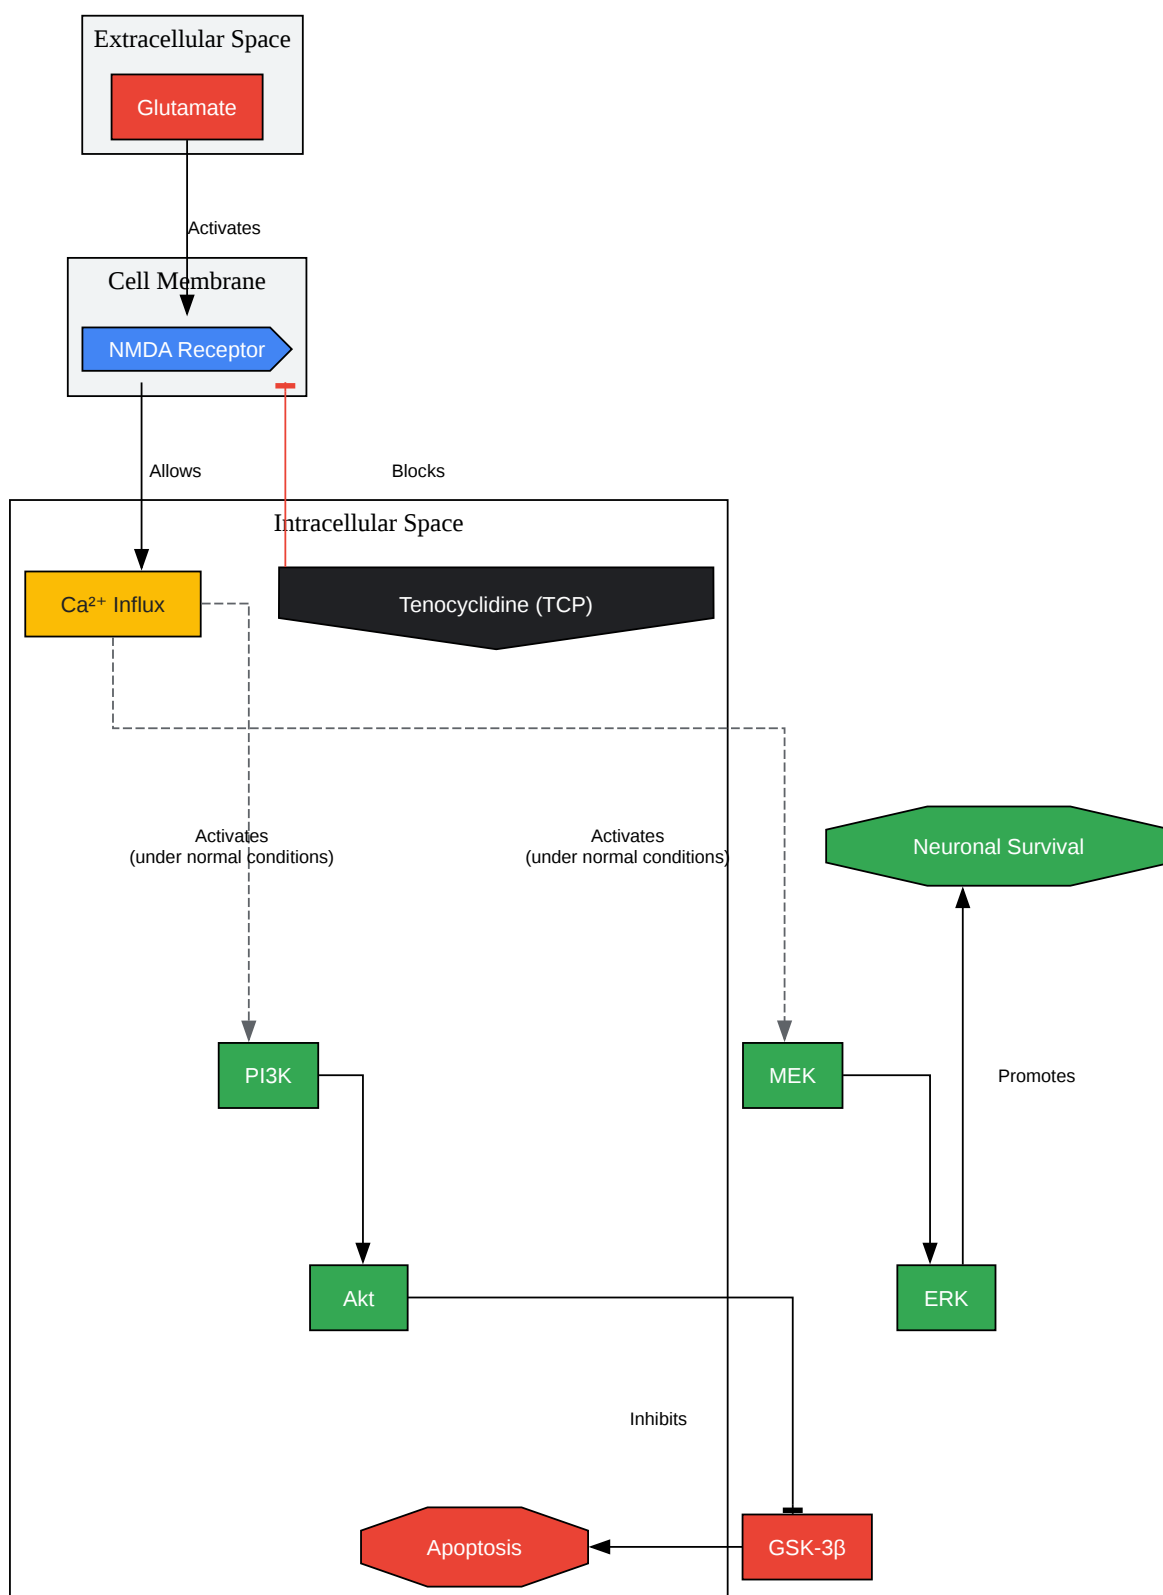 Extracellular Space
Glutamate
Activates
Cell Membrane
NMDA Receptor
Allows
Blocks
Intracellular Space
Ca²⁺ Influx
Tenocyclidine (TCP)
Activates
(under normal conditions)
Activates
(under normal conditions)
Neuronal Survival
PI3K
MEK
Promotes
Akt
ERK
Inhibits
Apoptosis
GSK-3β